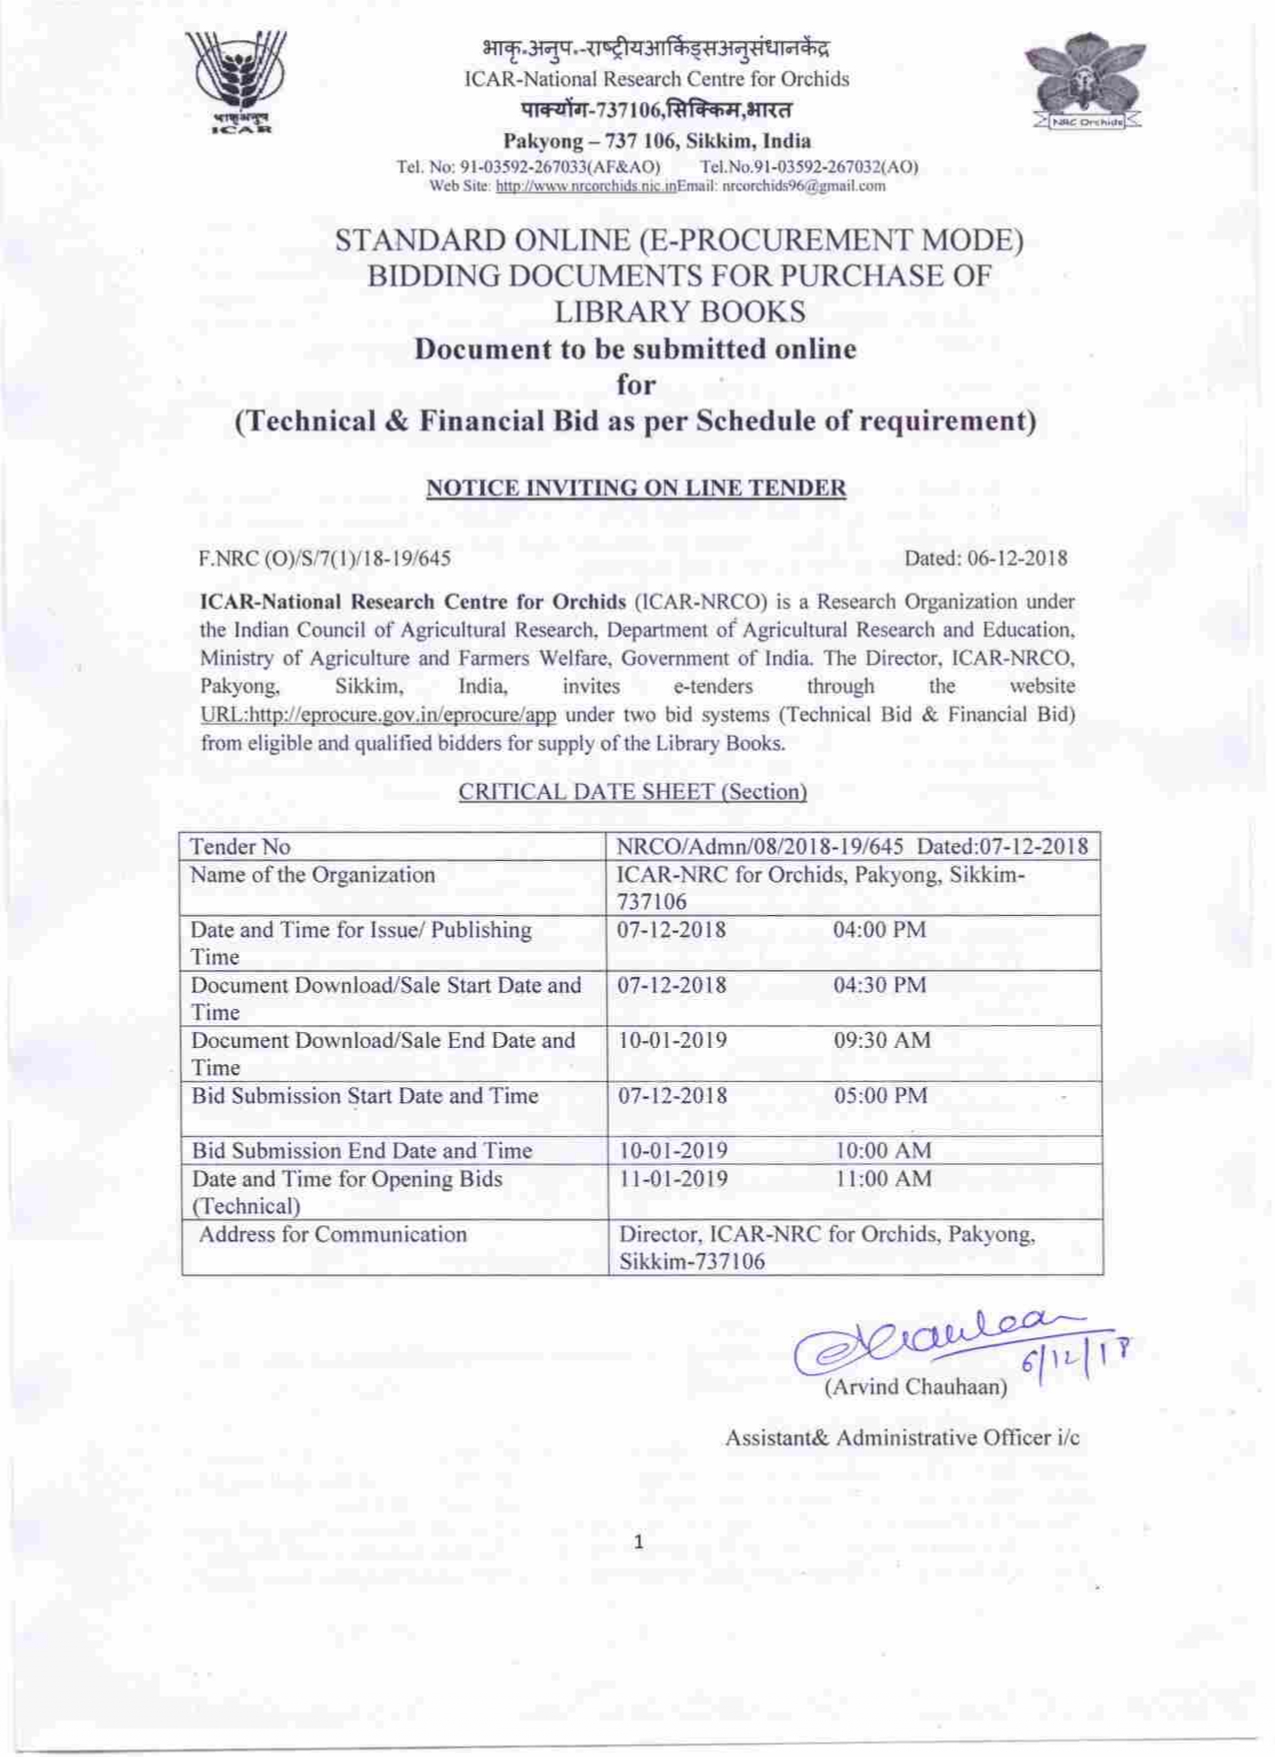 भाकृ.अनुप.-राष्ट्रीयआर्किड्सअनुसंधानकेंद्र
ICAR-National Research Centre for Orchids
पाक्योंग-737106,सिक्किम,भारत
Pakyong – 737 106, Sikkim, India
Tel. No: 91-03592-267033(AF&AO) Tel.No.91-03592-267032(AO)
Web Site: http://www.nrcorchids.nic.inEmail: nrcorchids96@gmail.com
भाकृअनुप
ICAR
NRC Orchids
STANDARD ONLINE (E-PROCUREMENT MODE)
BIDDING DOCUMENTS FOR PURCHASE OF
LIBRARY BOOKS
Document to be submitted online
for
(Technical & Financial Bid as per Schedule of requirement)
NOTICE INVITING ON LINE TENDER
F.NRC (O)/S/7(1)/18-19/645 Dated: 06-12-2018
ICAR-National Research Centre for Orchids (ICAR-NRCO) is a Research Organization under
the Indian Council of Agricultural Research, Department of Agricultural Research and Education,
Ministry of Agriculture and Farmers Welfare, Government of India. The Director, ICAR-NRCO,
Pakyong, Sikkim, India, invites e-tenders through the website
URL:http://eprocure.gov.in/eprocure/app under two bid systems (Technical Bid & Financial Bid)
from eligible and qualified bidders for supply of the Library Books.
CRITICAL DATE SHEET (Section)
Tender No NRCO/Admn/08/2018-19/645 Dated:07-12-2018
Name of the Organization ICAR-NRC for Orchids, Pakyong, Sikkim-
737106
Date and Time for Issue/ Publishing 07-12-2018 04:00 PM
Time
Document Download/Sale Start Date and 07-12-2018 04:30 PM
Time
Document Download/Sale End Date and 10-01-2019 09:30 AM
Time
Bid Submission Start Date and Time 07-12-2018 05:00 PM
Bid Submission End Date and Time 10-01-2019 10:00 AM
Date and Time for Opening Bids 11-01-2019 11:00 AM
(Technical)
Address for Communication Director, ICAR-NRC for Orchids, Pakyong,
Sikkim-737106
6/12/18
(Arvind Chauhaan)
Assistant& Administrative Officer i/c
1